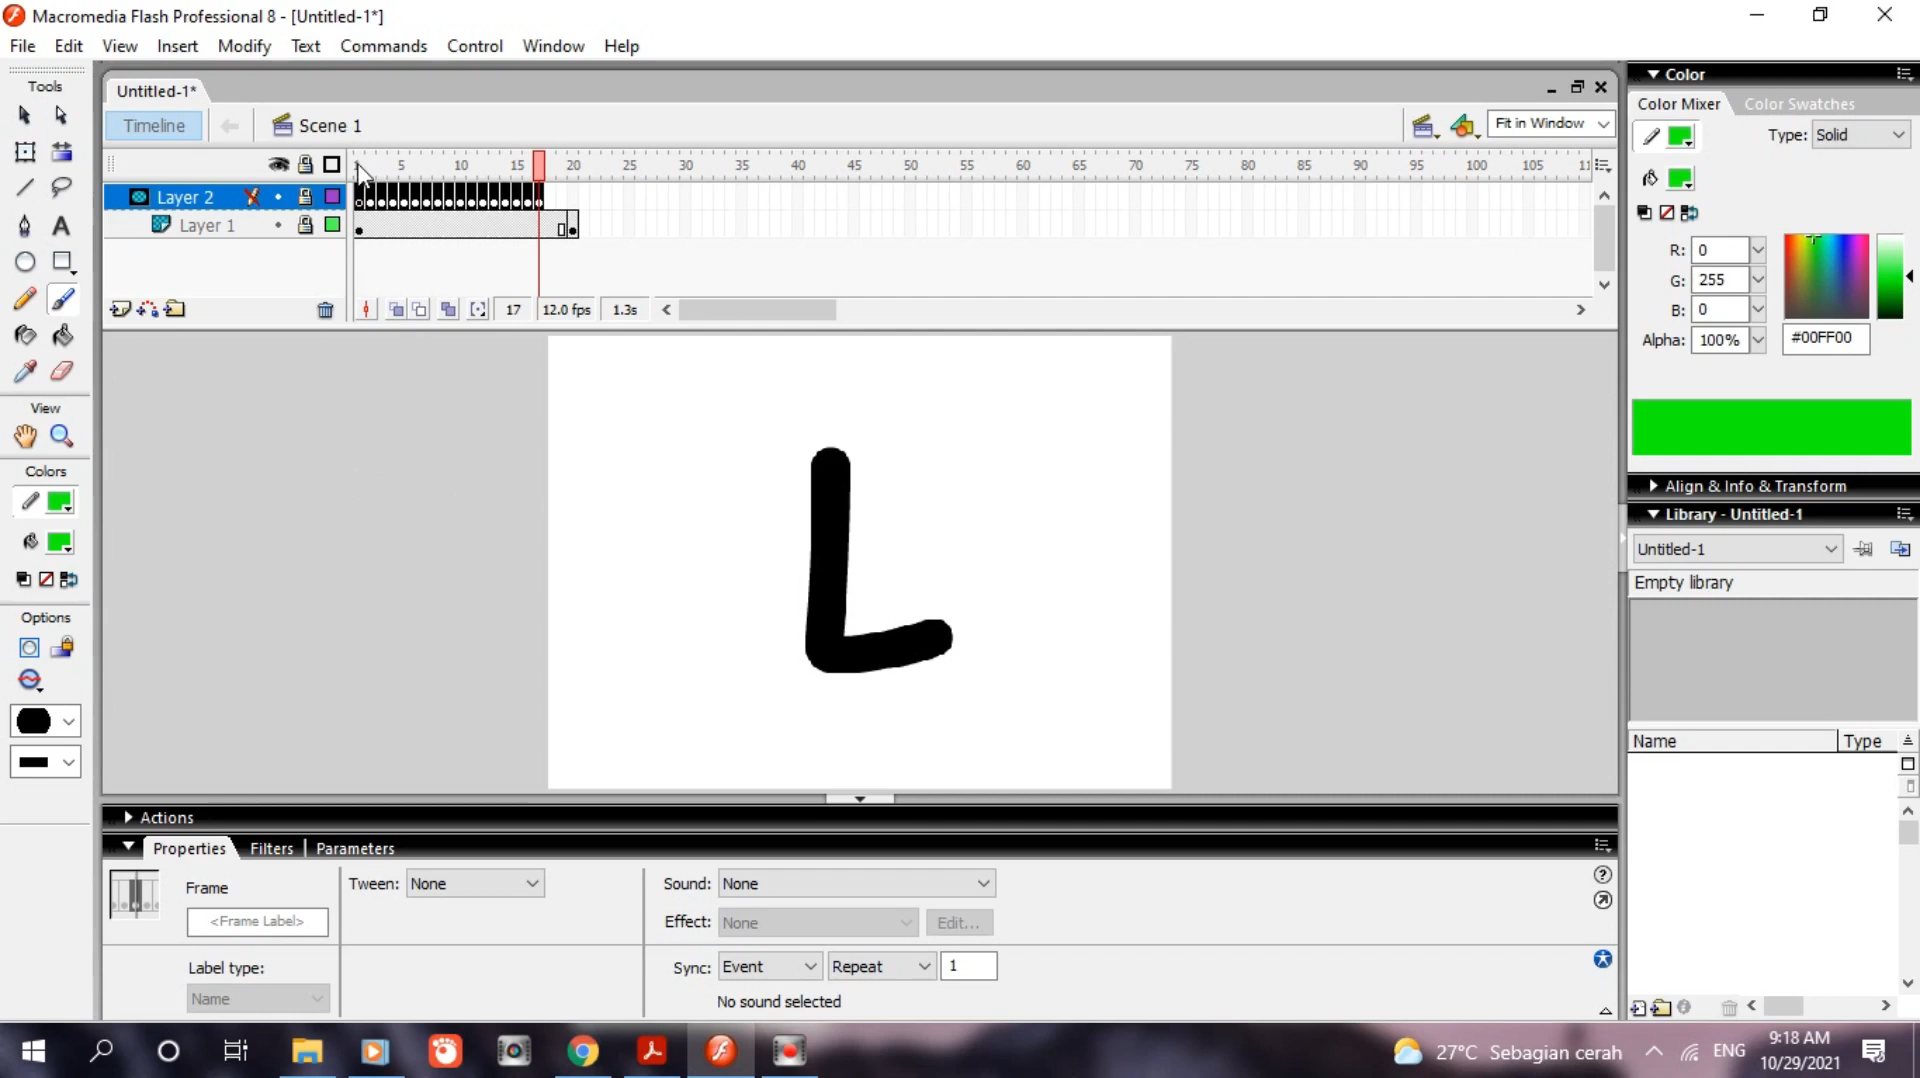 Macromedia Flash Professional 8 - [Untitled-1*]
File Edit View Insert Modify Text Commands Control Window Help
Tools
Untitled-1*
Timeline Scene 1 Fit in Window
5 10 15 20 25 30 35 40 45 50 55 60 65 70 75 80 85 90 95 100 11
Layer 2
Layer 1
17 12.0 fps 1.3s
View
Colors
Options
L
Color
Color Mixer Color Swatches
Type: Solid
R: 0
G: 255
B: 0
Alpha: 100% #00FF00
Align & Info & Transform
Library - Untitled-1
Untitled-1
Empty library
Name Type
Actions
Properties Filters Parameters
Frame Tween: None Sound: None
<Frame Label> Effect: None Edit...
Label type: Sync: Event Repeat 1
Name No sound selected
27°C Sebagian cerah ENG 9:18 AM
10/29/2021